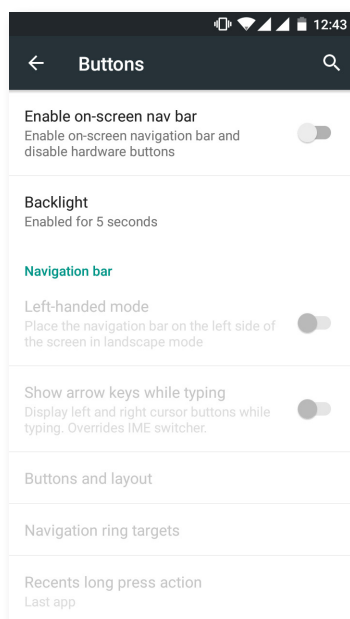 12:43
Buttons
Enable on-screen nav bar
Enable on-screen navigation bar and
disable hardware buttons
Backlight
Enabled for 5 seconds
Navigation bar
Left-handed mode
Place the navigation bar on the left side of
the screen in landscape mode
Show arrow keys while typing
Display left and right cursor buttons while
typing. Overrides IME switcher.
Buttons and layout
Navigation ring targets
Recents long press action
Last app